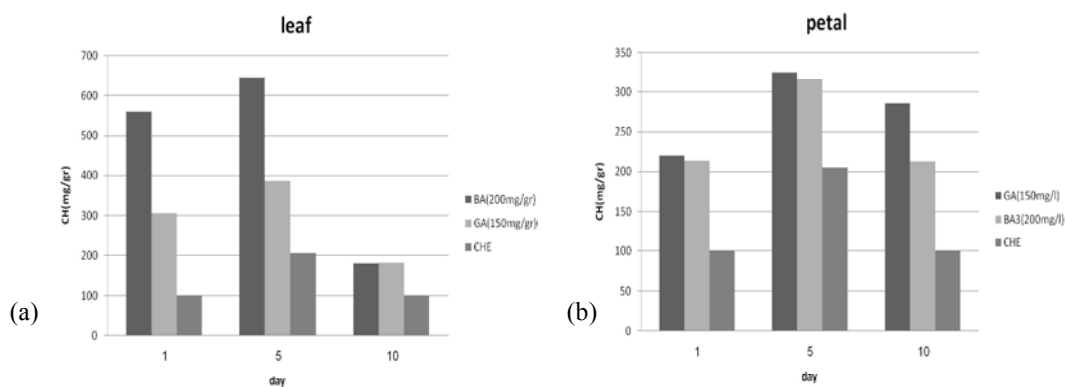 leaf
700
600
500
400
300
200
100
0
CH(mg/gr)
1
5
10
day
BA(200mg/gr)
GA(150mg/gr)(
CHE
(a)
petal
350
300
250
200
150
100
50
0
CH(mg/gr)
1
5
10
day
GA(150mg/l)
BA3(200mg/l)
CHE
(b)